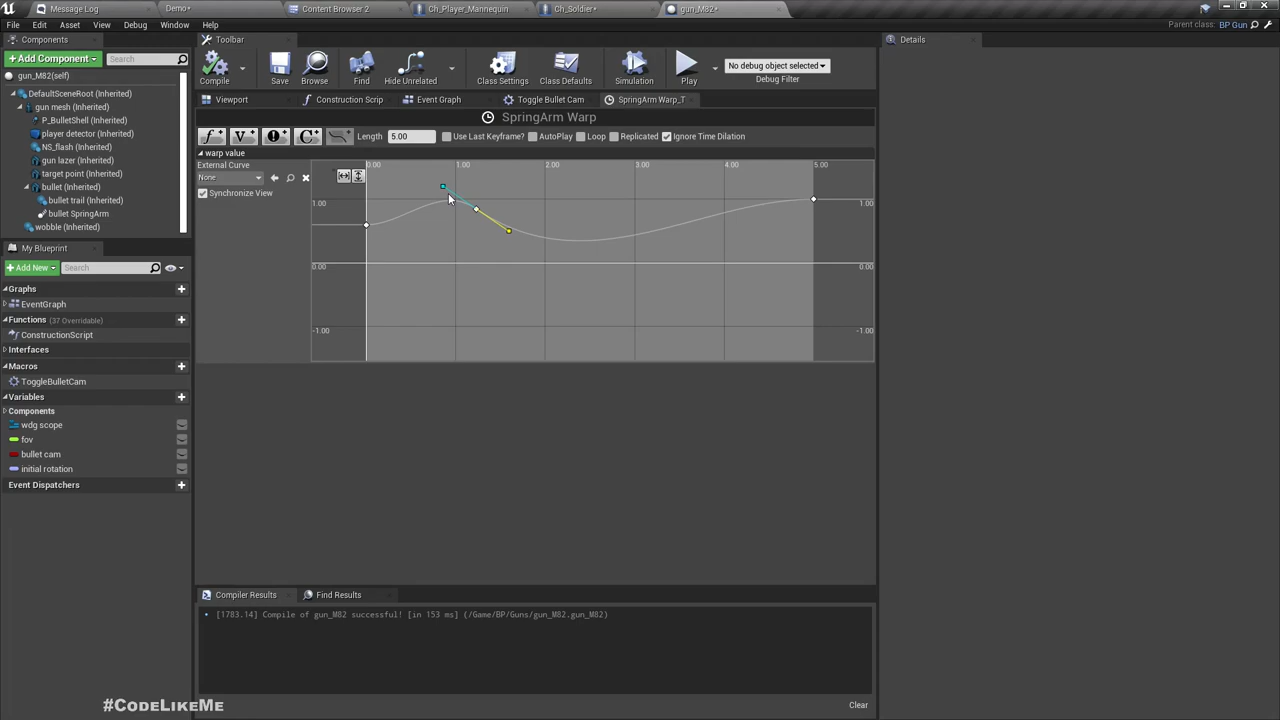 Message Log
Demo•
Content Browser 2
Ch_Player_Mannequin
Ch_Soldier•
gun_M82•
File Edit Asset View Debug Window Help
Parent class: BP Gun
Components
Toolbar
Details
+Add Component
Search
gun_M82(self)
DefaultSceneRoot (Inherited)
gun mesh (Inherited)
P_BulletShell (Inherited)
player detector (Inherited)
NS_flash (Inherited)
gun lazer (Inherited)
target point (Inherited)
bullet (Inherited)
bullet trail (Inherited)
bullet SpringArm
wobble (Inherited)
Compile
Save
Browse
Find
Hide Unrelated
Class Settings
Class Defaults
Simulation
Play
No debug object selected
Debug Filter
Viewport
Construction Scrip
Event Graph
Toggle Bullet Cam
SpringArm Warp_T
SpringArm Warp
Length 5.00 Use Last Keyframe? AutoPlay Loop Replicated Ignore Time Dilation
warp value
External Curve
None
Synchronize View
0.00 1.00 2.00 3.00 4.00 5.00
1.00 1.00
0.00 0.00
-1.00 -1.00
My Blueprint
+Add New
Search
Graphs
EventGraph
Functions (37 Overridable)
ConstructionScript
Interfaces
Macros
ToggleBulletCam
Variables
Components
wdg scope
fov
bullet cam
initial rotation
Event Dispatchers
Compiler Results
Find Results
[1783.14] Compile of gun_M82 successful! [in 153 ms] (/Game/BP/Guns/gun_M82.gun_M82)
Clear
#CodeLikeMe